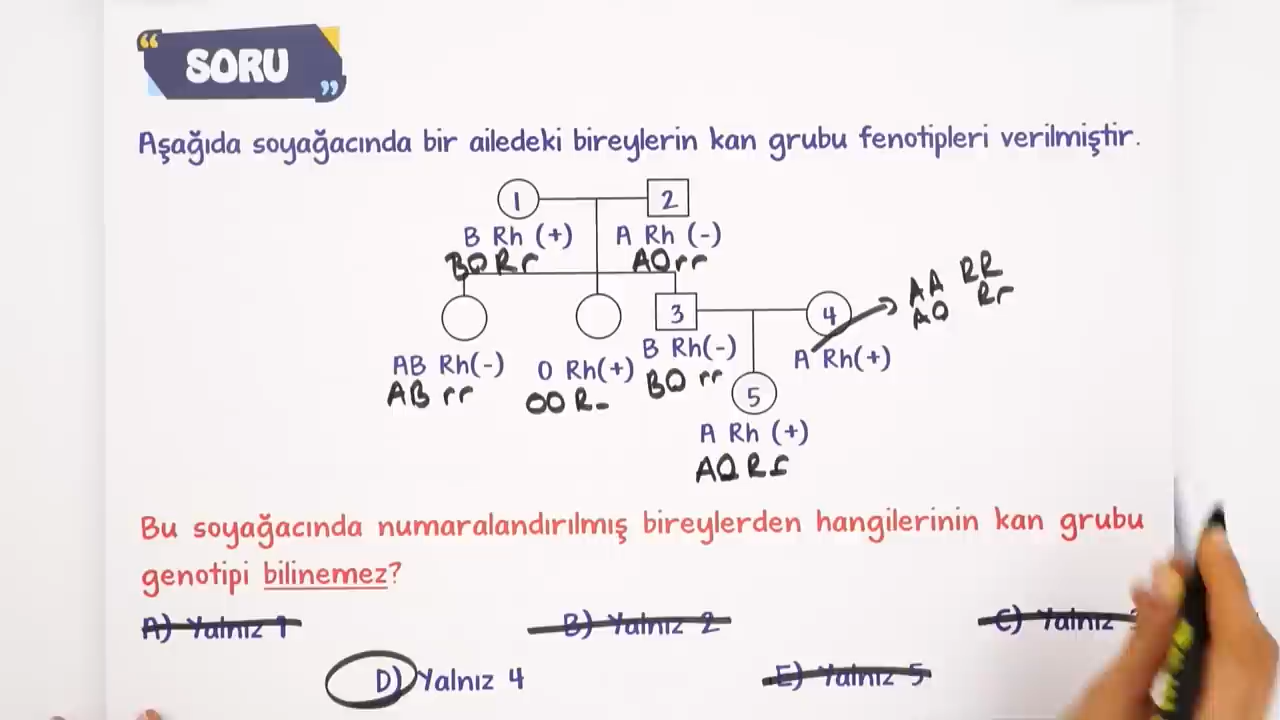 “ SORU ”
Aşağıda soyağacında bir ailedeki bireylerin kan grubu fenotipleri verilmiştir.
1 2
B Rh (+) A Rh (-)
BO Rr AO rr
3 4 AA RR
AO Rr
AB Rh(-) O Rh(+) B Rh(-) A Rh(+)
AB rr OO R- BO rr
5
A Rh (+)
AO Rr
Bu soyağacında numaralandırılmış bireylerden hangilerinin kan grubu
genotipi bilinemez?
A) Yalnız 1 B) Yalnız 2 C) Yalnız
D) Yalnız 4 E) Yalnız 5